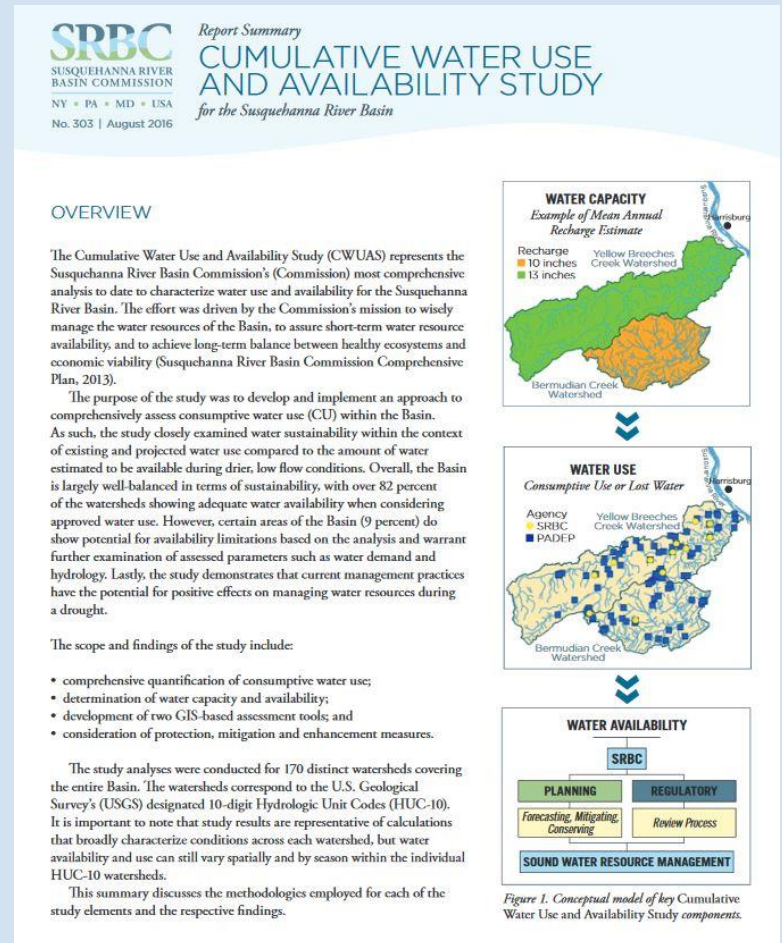 SRBC
SUSQUEHANNA RIVER
BASIN COMMISSION
NY • PA • MD • USA
No. 303 | August 2016
Report Summary
CUMULATIVE WATER USE
AND AVAILABILITY STUDY
for the Susquehanna River Basin
OVERVIEW
The Cumulative Water Use and Availability Study (CWUAS) represents the
Susquehanna River Basin Commission's (Commission) most comprehensive
analysis to date to characterize water use and availability for the Susquehanna
River Basin. The effort was driven by the Commission's mission to wisely
manage the water resources of the Basin, to assure short-term water resource
availability, and to achieve long-term balance between healthy ecosystems and
economic viability (Susquehanna River Basin Commission Comprehensive
Plan, 2013).
The purpose of the study was to develop and implement an approach to
comprehensively assess consumptive water use (CU) within the Basin.
As such, the study closely examined water sustainability within the context
of existing and projected water use compared to the amount of water
estimated to be available during drier, low flow conditions. Overall, the Basin
is largely well-balanced in terms of sustainability, with over 82 percent
of the watersheds showing adequate water availability when considering
approved water use. However, certain areas of the Basin (9 percent) do
show potential for availability limitations based on the analysis and warrant
further examination of assessed parameters such as water demand and
hydrology. Lastly, the study demonstrates that current management practices
have the potential for positive effects on managing water resources during
a drought.
The scope and findings of the study include:
• comprehensive quantification of consumptive water use;
• determination of water capacity and availability;
• development of two GIS-based assessment tools; and
• consideration of protection, mitigation and enhancement measures.
The study analyses were conducted for 170 distinct watersheds covering
the entire Basin. The watersheds correspond to the U.S. Geological
Survey's (USGS) designated 10-digit Hydrologic Unit Codes (HUC-10).
It is important to note that study results are representative of calculations
that broadly characterize conditions across each watershed, but water
availability and use can still vary spatially and by season within the individual
HUC-10 watersheds.
This summary discusses the methodologies employed for each of the
study elements and the respective findings.
WATER CAPACITY
Example of Mean Annual
Recharge Estimate
Susquehanna River
Harrisburg
Recharge
10 inches
13 inches
Yellow Breeches
Creek Watershed
Bermudian Creek
Watershed
WATER USE
Consumptive Use or Lost Water
Susquehanna River
Harrisburg
Agency
SRBC
PADEP
Yellow Breeches
Creek Watershed
Bermudian Creek
Watershed
WATER AVAILABILITY
SRBC
PLANNING
REGULATORY
Forecasting, Mitigating,
Conserving
Review Process
SOUND WATER RESOURCE MANAGEMENT
Figure 1. Conceptual model of key Cumulative
Water Use and Availability Study components.